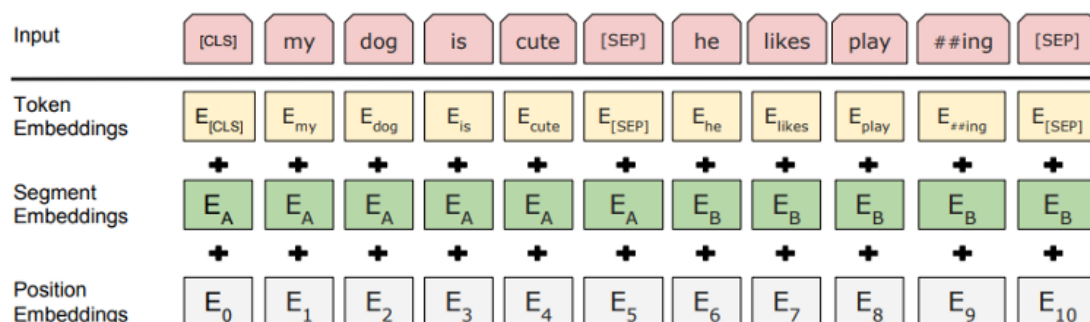 Input [CLS] my dog is cute [SEP] he likes play ##ing [SEP]
Token Embeddings E[CLS] Emy Edog Eis Ecute E[SEP] Ehe Elikes Eplay E##ing E[SEP]
+ + + + + + + + + + +
Segment Embeddings EA EA EA EA EA EA EB EB EB EB EB
+ + + + + + + + + + +
Position Embeddings E0 E1 E2 E3 E4 E5 E6 E7 E8 E9 E10